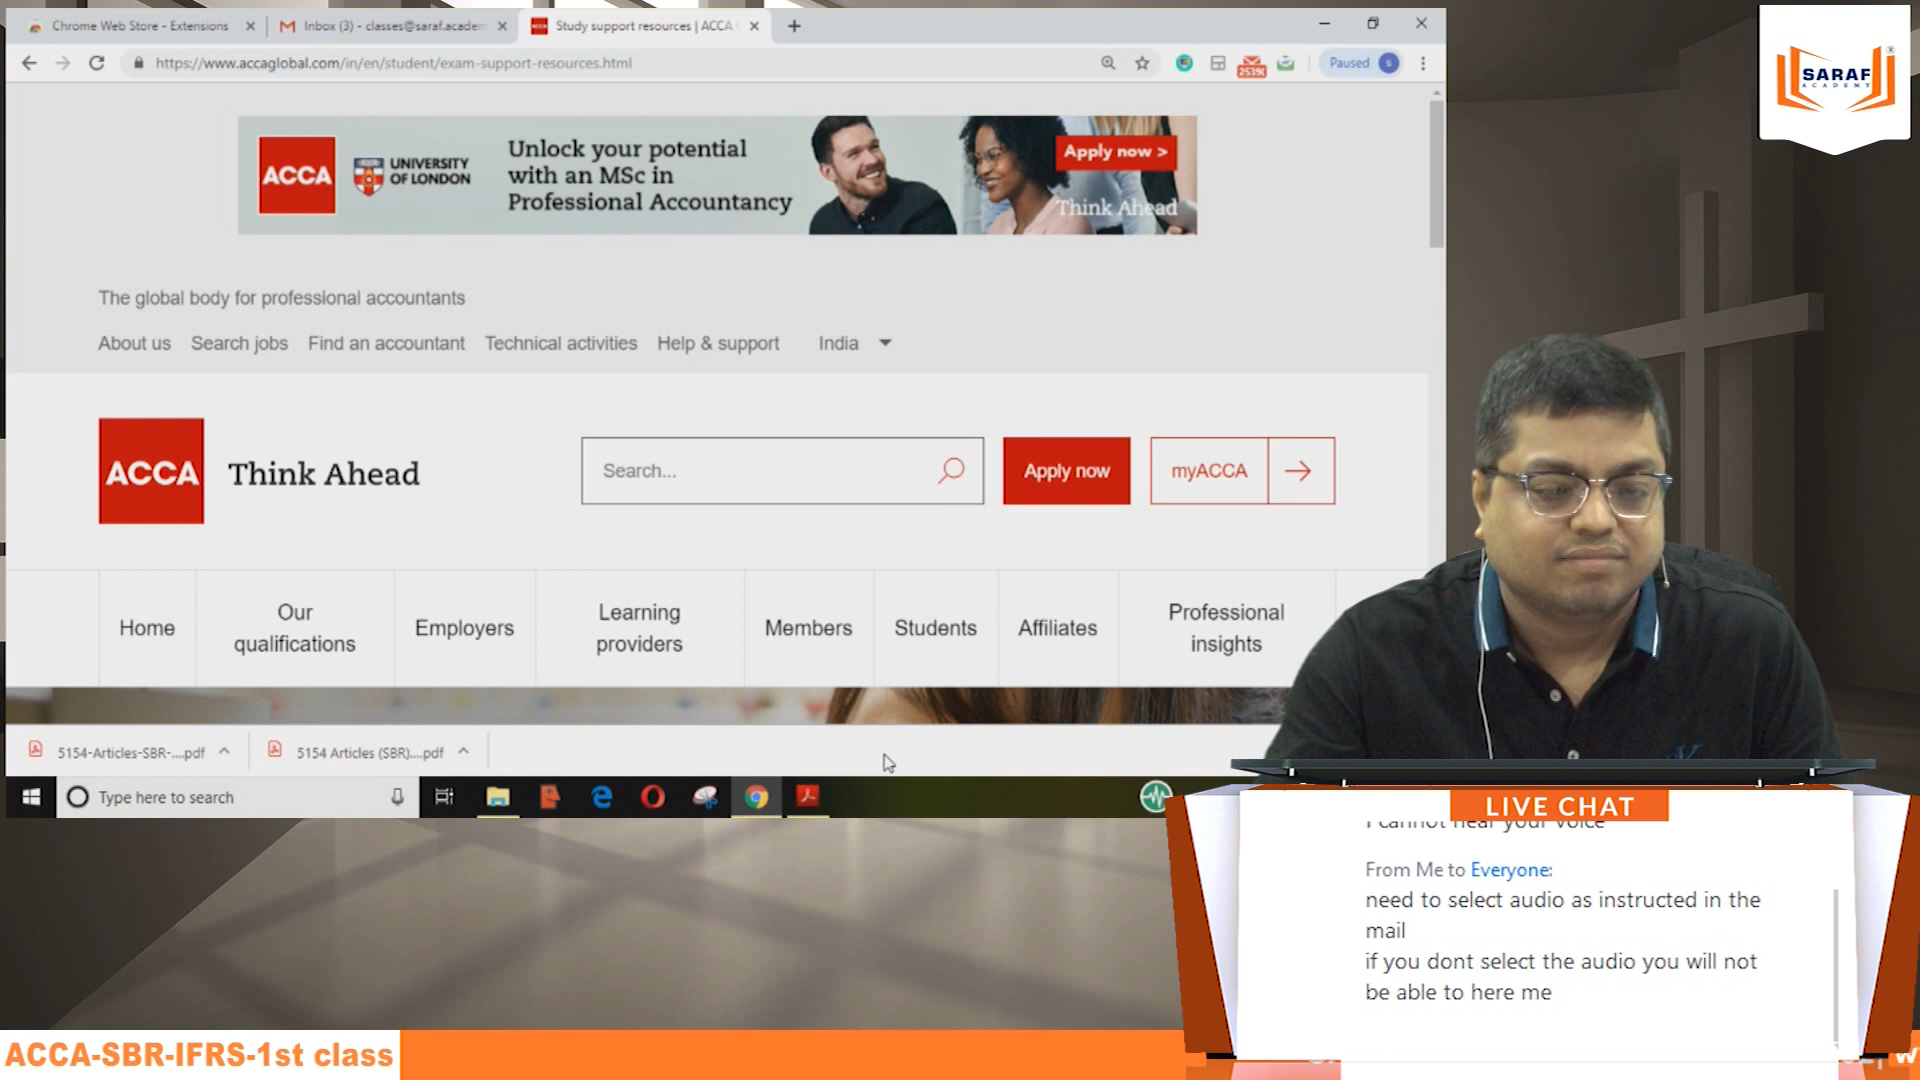 Chrome Web Store - Extensions
Inbox (3) - classes@saraf.academ
Study support resources | ACCA
https://www.accaglobal.com/in/en/student/exam-support-resources.html
253%
Paused
s
SARAF
ACADEMY
ACCA
UNIVERSITY
OF LONDON
Unlock your potential
with an MSc in
Professional Accountancy
Apply now >
Think Ahead
The global body for professional accountants
About us Search jobs Find an accountant Technical activities Help & support India
ACCA
Think Ahead
Search...
Apply now
myACCA
Home
Our
qualifications
Employers
Learning
providers
Members
Students
Affiliates
Professional
insights
5154-Articles-SBR-....pdf
5154 Articles (SBR)....pdf
Type here to search
LIVE CHAT
I cannot hear your voice
From Me to Everyone:
need to select audio as instructed in the
mail
if you dont select the audio you will not
be able to here me
ACCA-SBR-IFRS-1st class